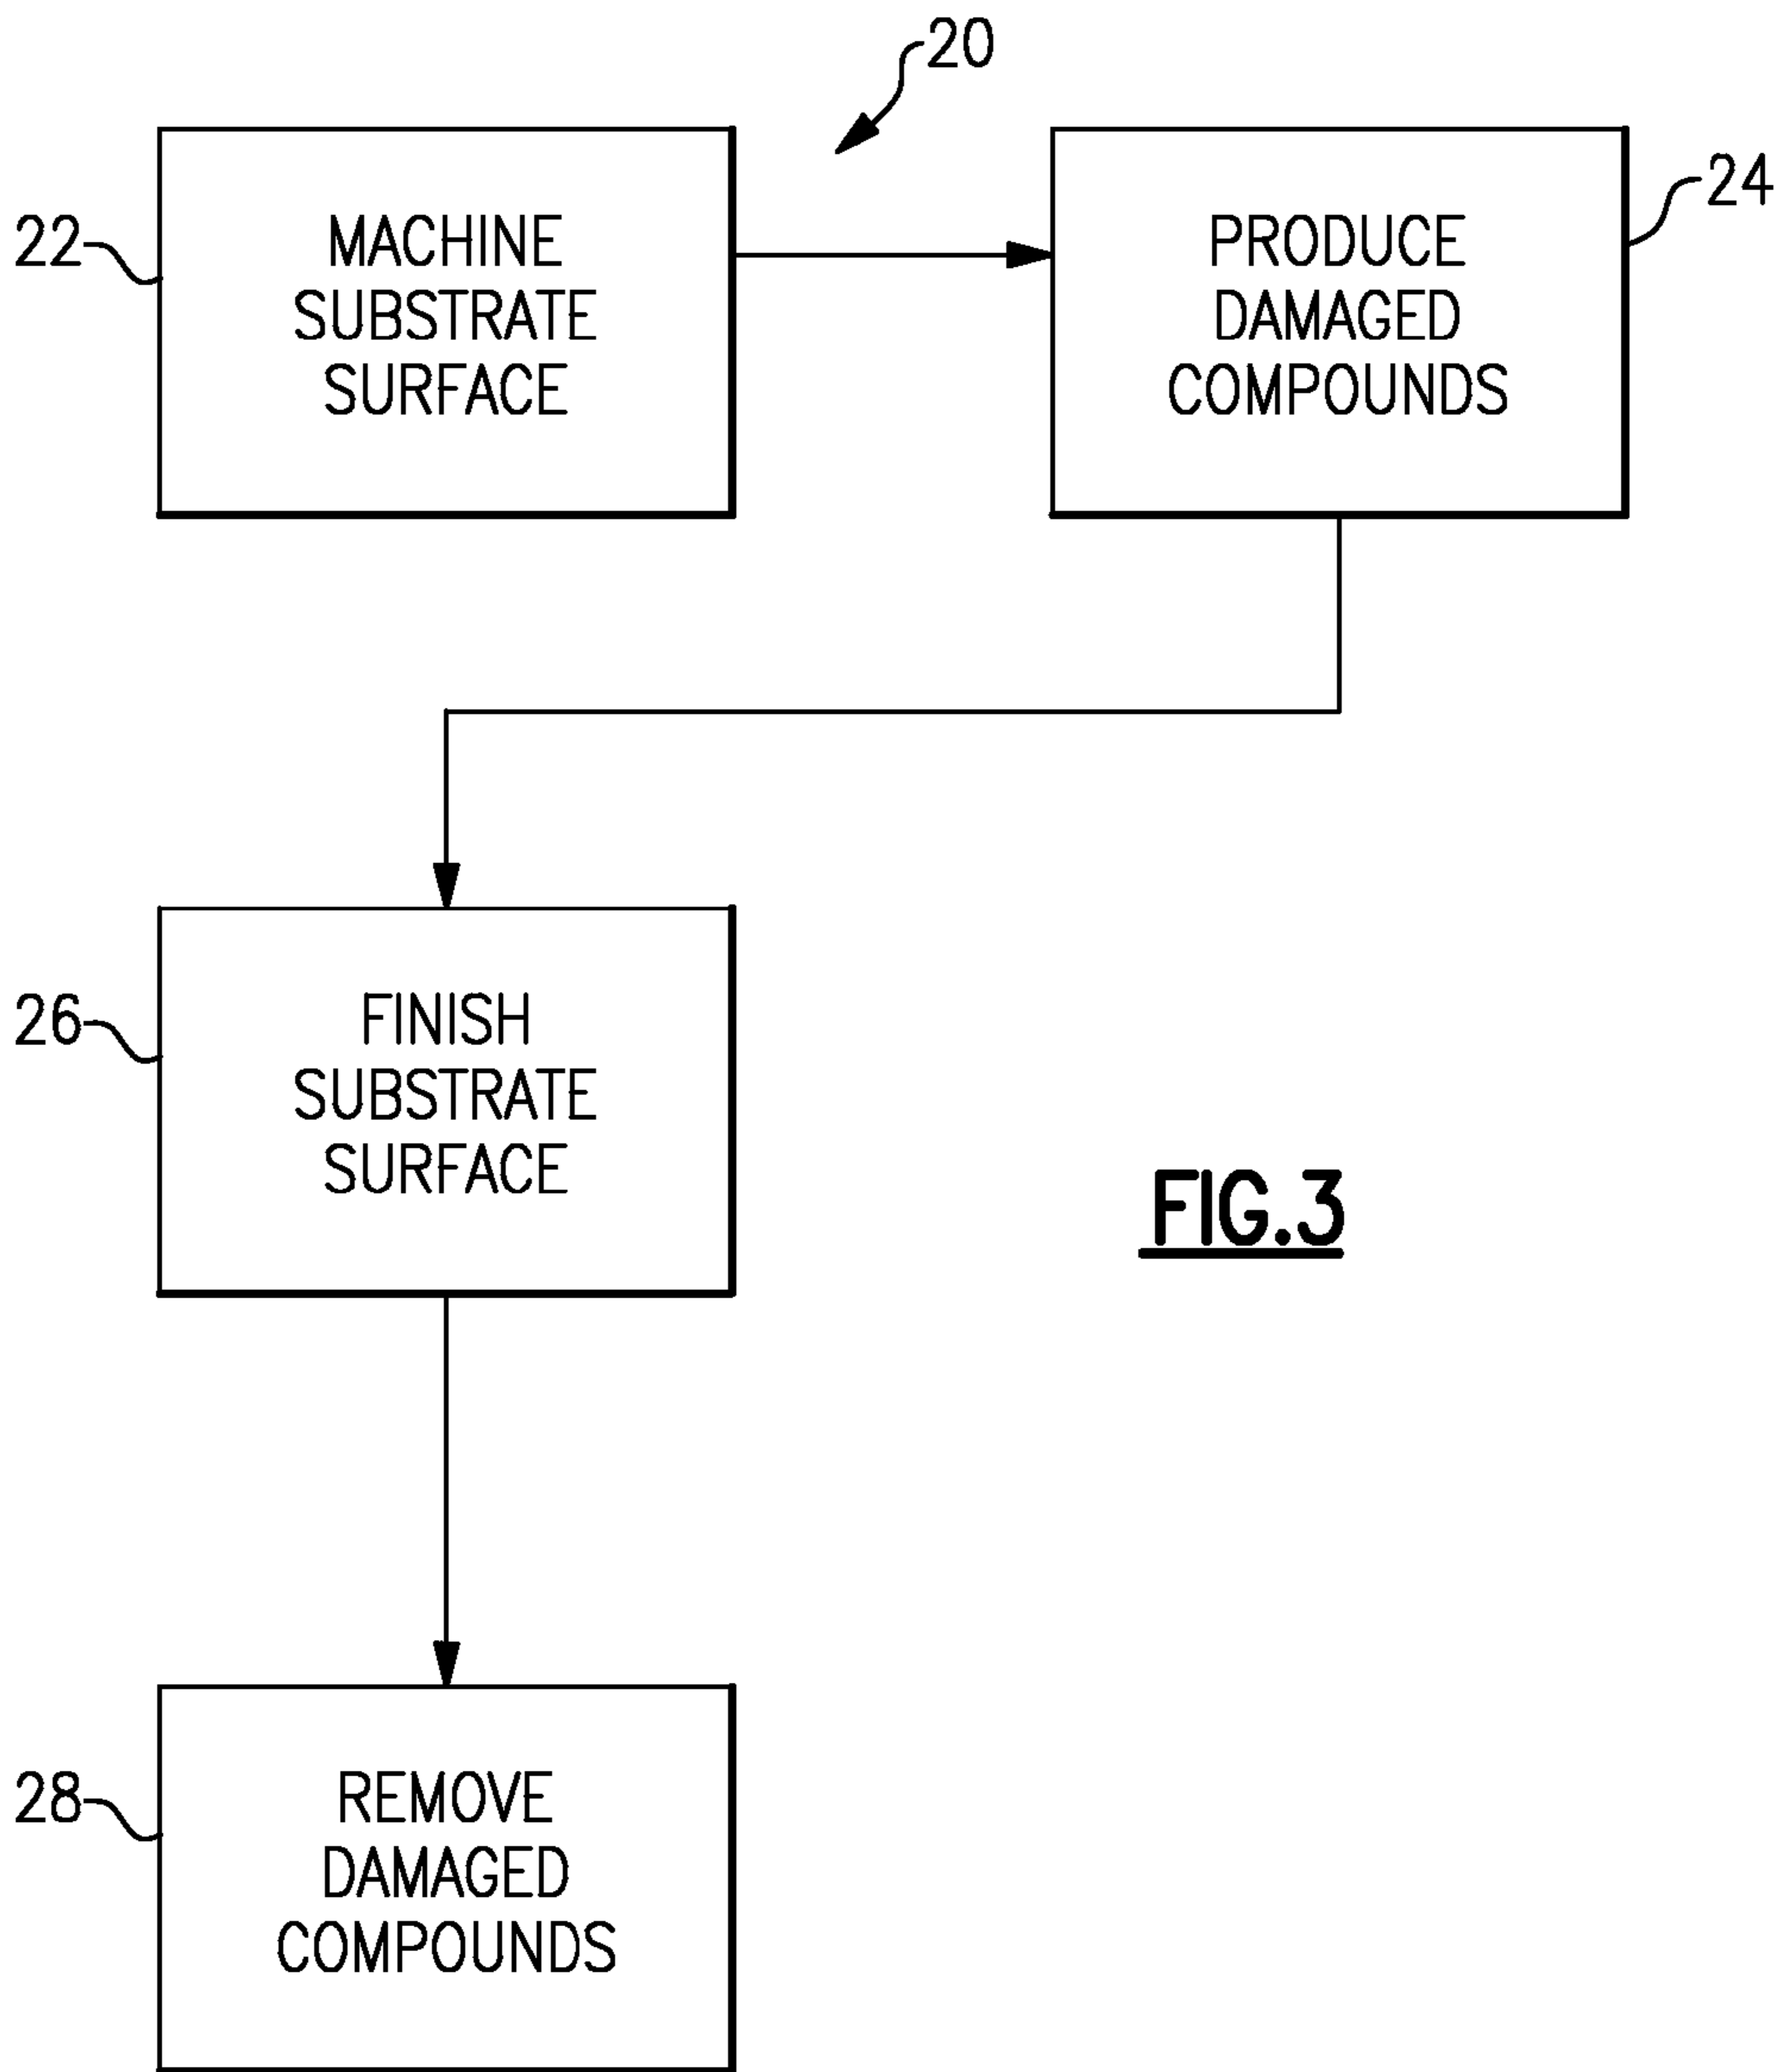 20
22
MACHINE
SUBSTRATE
SURFACE
24
PRODUCE
DAMAGED
COMPOUNDS
26
FINISH
SUBSTRATE
SURFACE
FIG.3
28
REMOVE
DAMAGED
COMPOUNDS